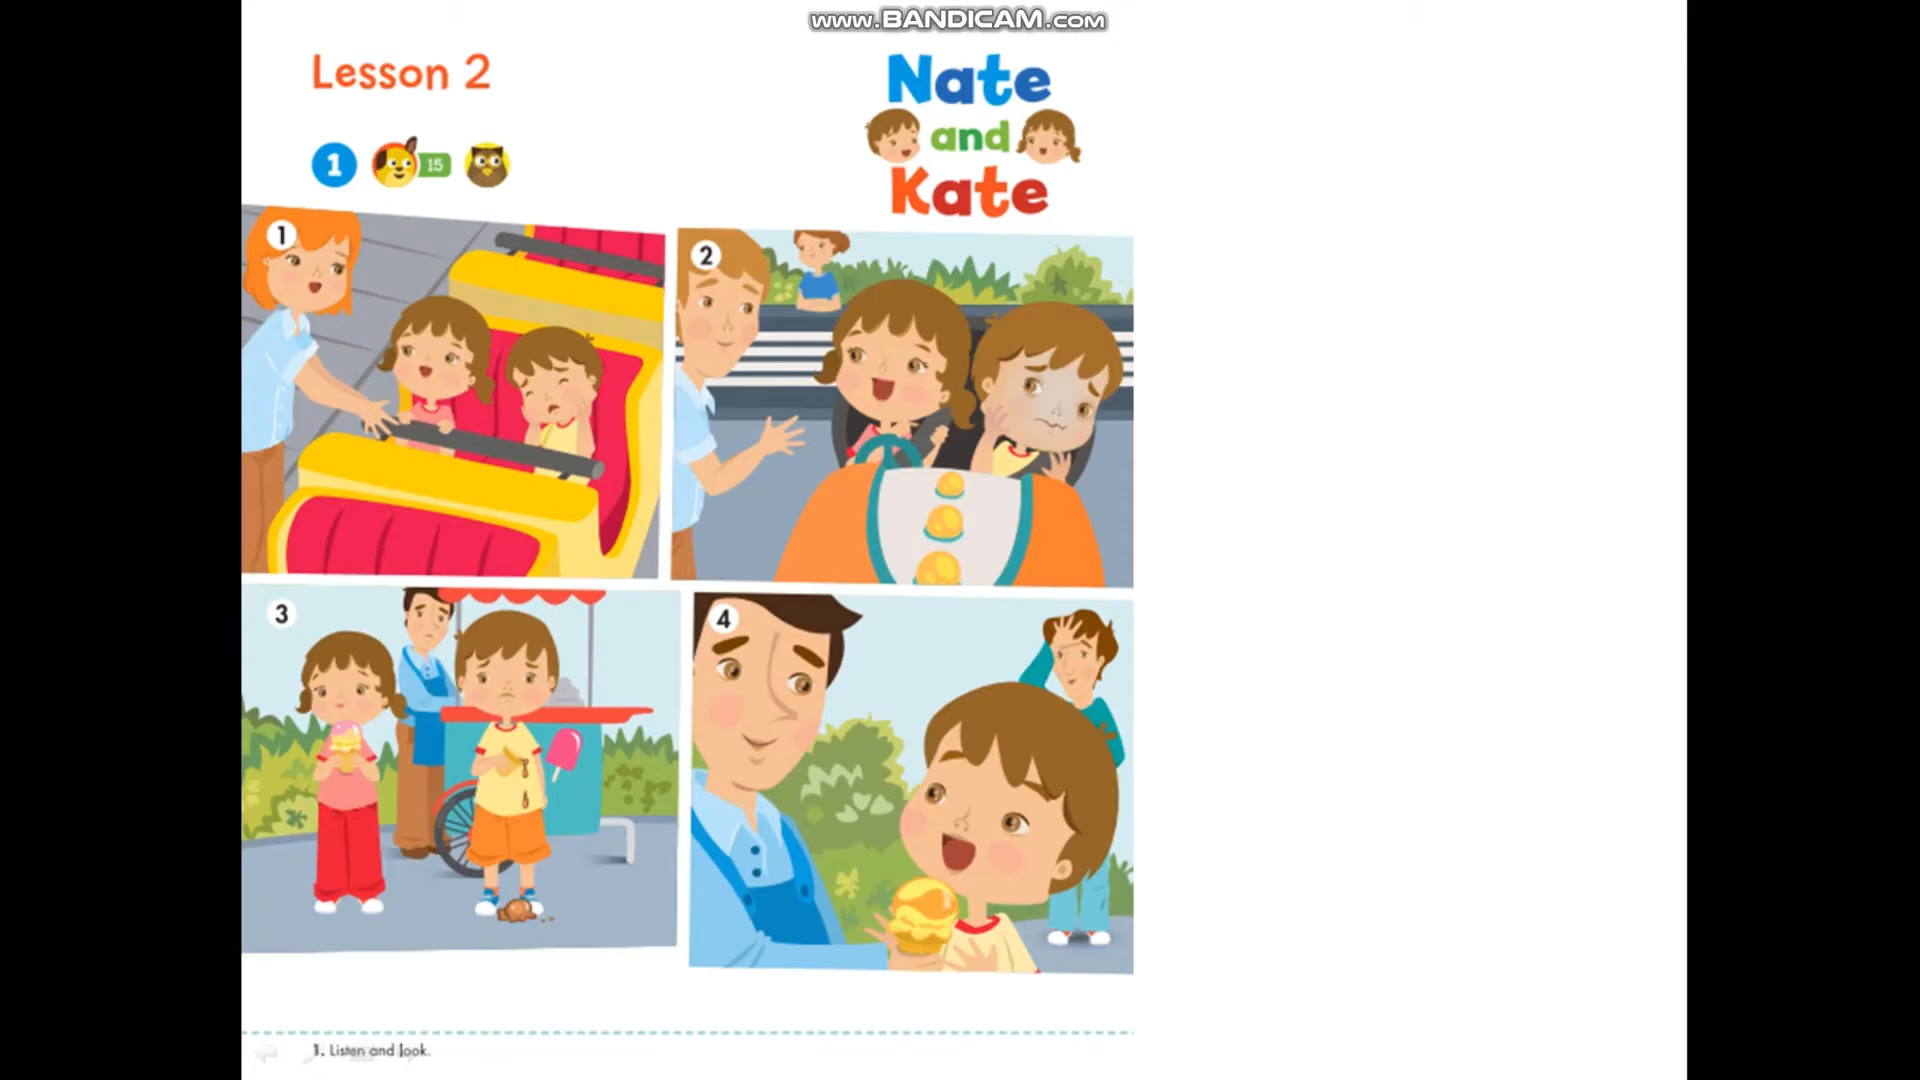 www.BANDICAM.com
Lesson 2
Nate
and
Kate
1
15
1
2
3
4
1. Listen and look.